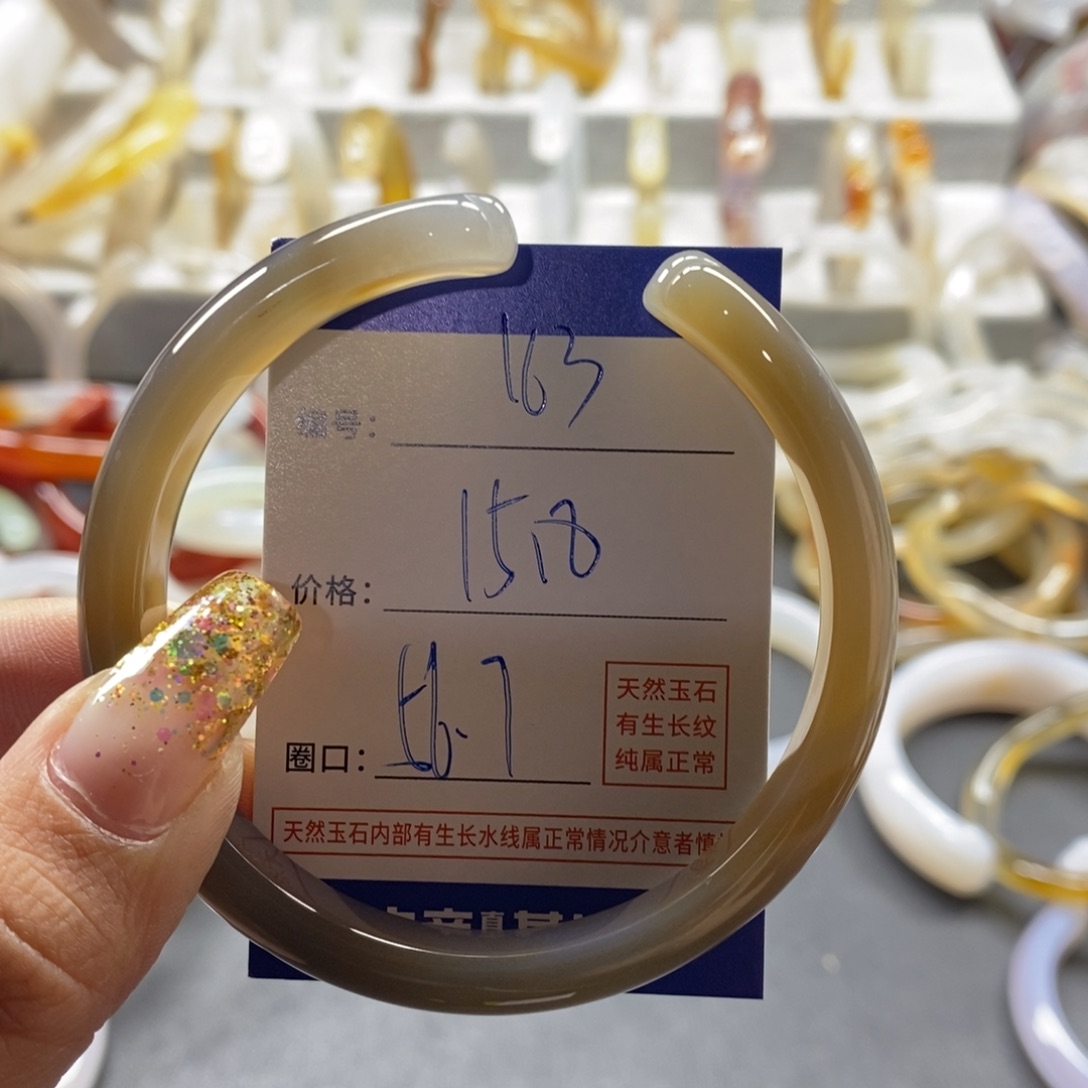 编号： 163
价格： 1518
圈口： 56.7
天然玉石
有生长纹
纯属正常
天然玉石内部有生长水线属正常情况介意者慎